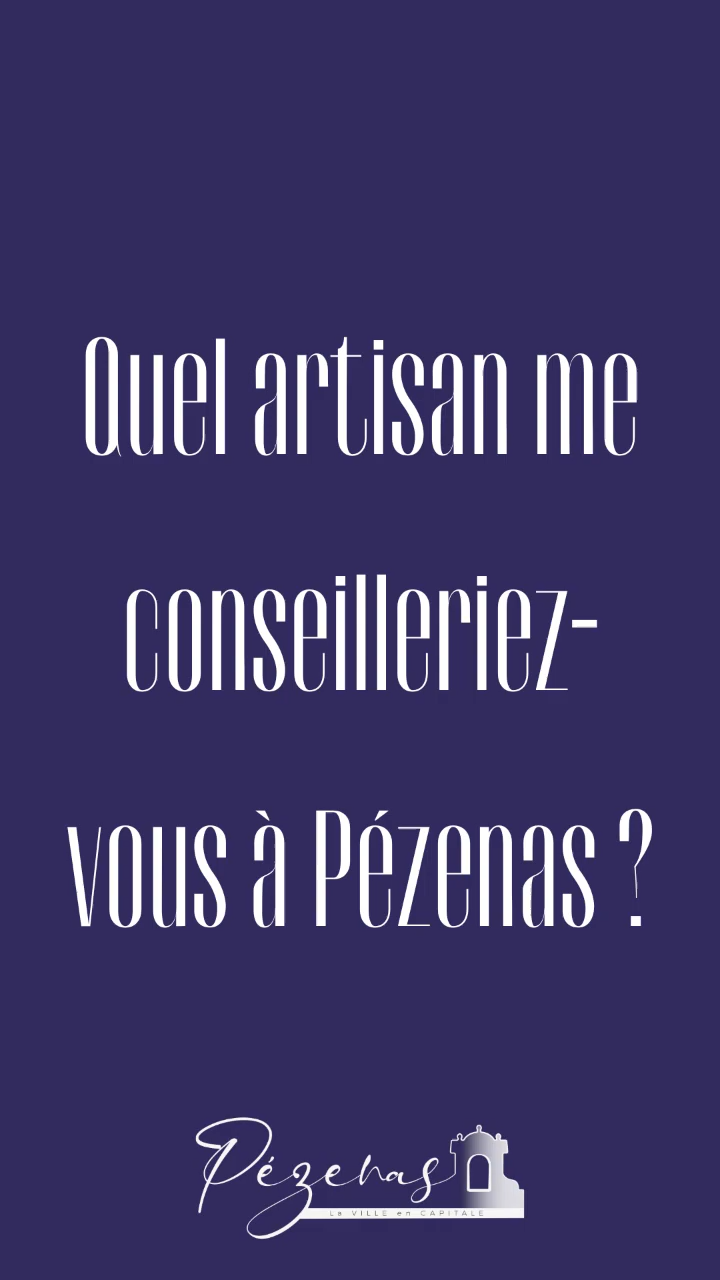 Quel artisan me
conseilleriez-
vous à Pézenas ?
Pézenas
La VILLE en CAPITALE